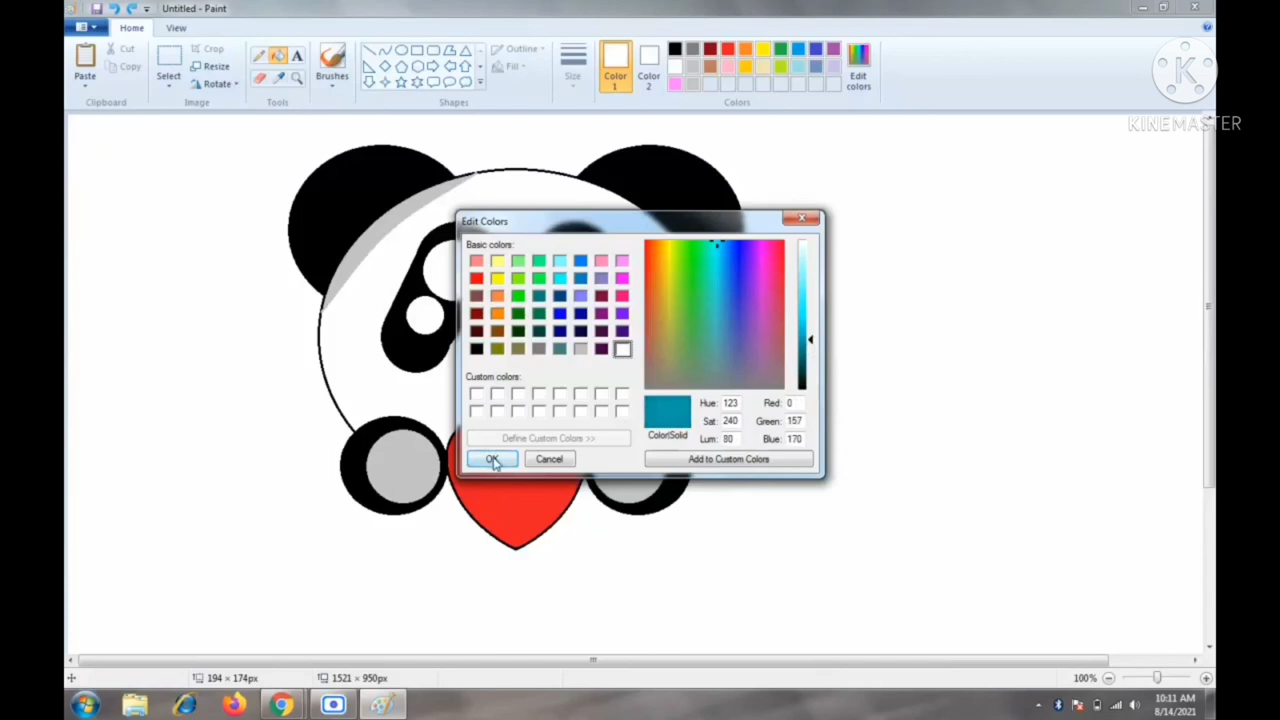 Untitled - Paint
Home View
Paste
Cut
Copy
Clipboard
Select
Crop
Resize
Rotate
Image
A
Tools
Brushes
Outline
Fill
Shapes
Size
Color
1
Color
2
Edit
colors
Colors
K
KINEMASTER
Edit Colors
Basic colors:
Custom colors:
Define Custom Colors >>
OK Cancel
Color|Solid
Hue: 123
Sat: 240
Lum: 80
Red: 0
Green: 157
Blue: 170
Add to Custom Colors
194 × 174px
1521 × 950px
100%
10:11 AM
8/14/2021